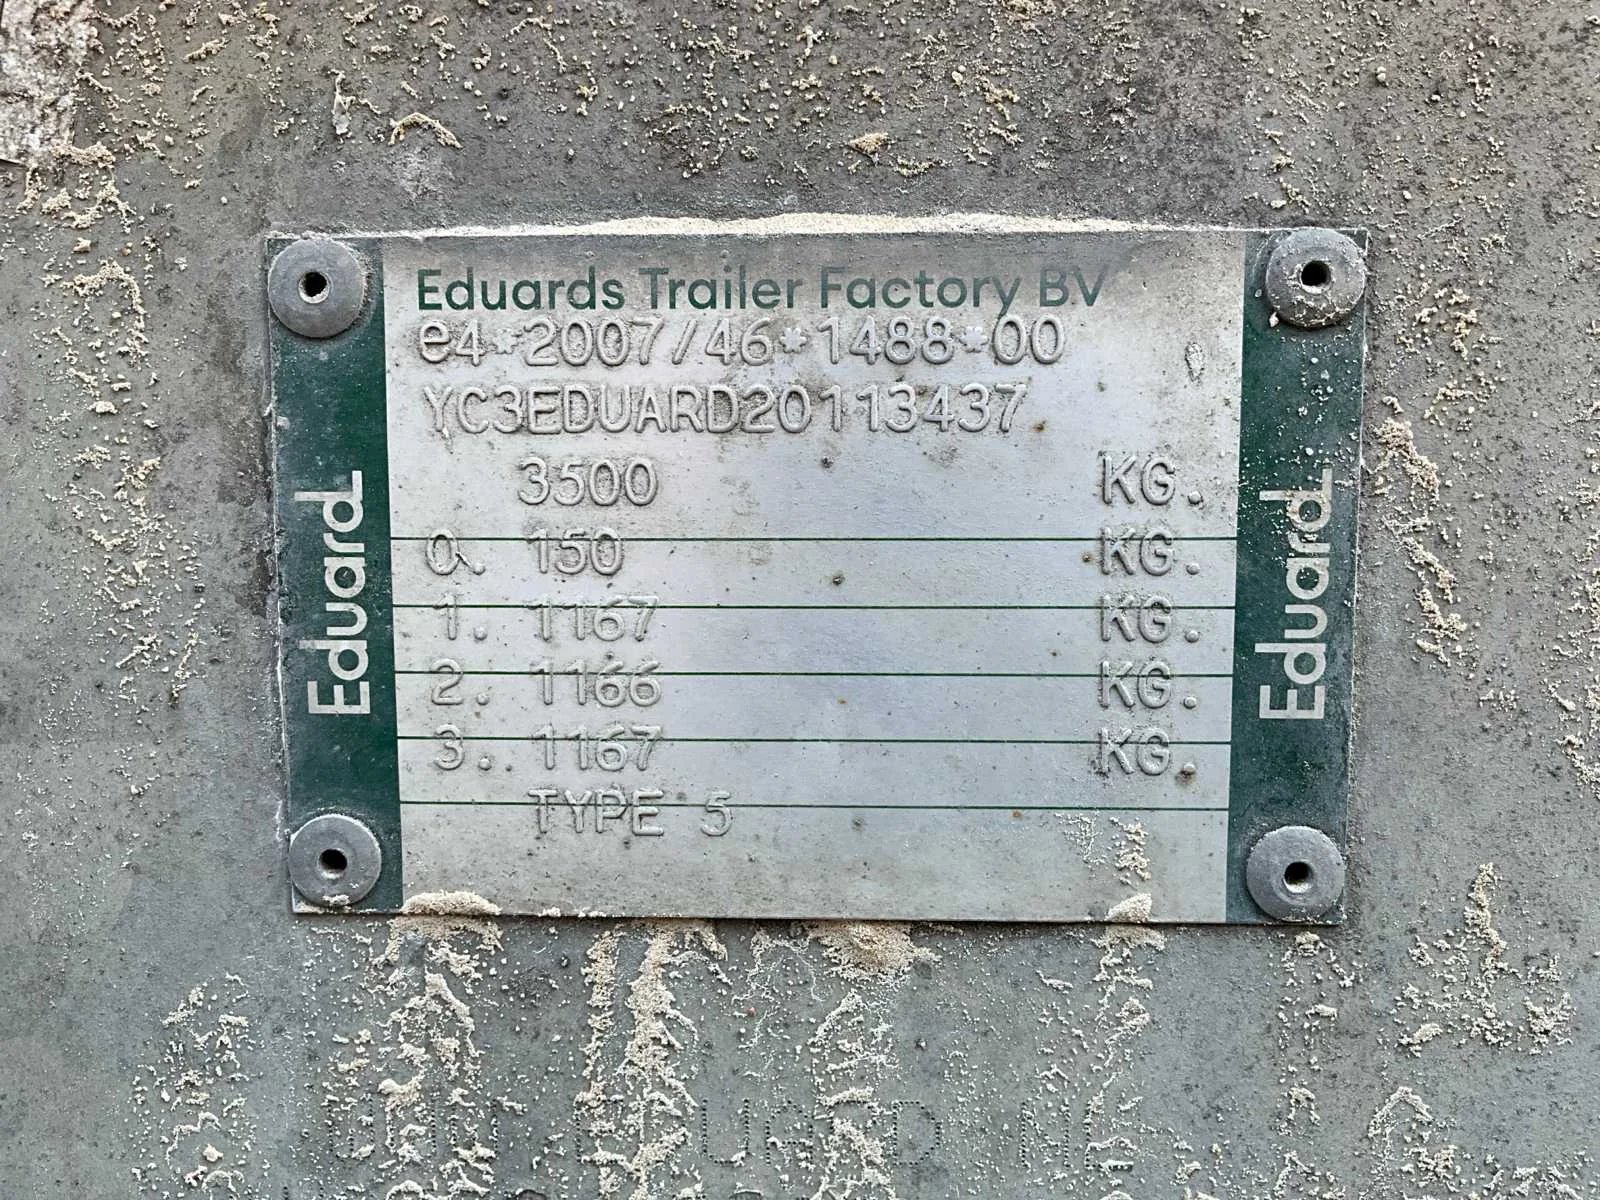 Eduards Trailer Factory BV
e4*2007/46*1488*00
YC3EDUARD20113437
3500 KG.
0. 150 KG.
1. 1167 KG.
2. 1166 KG.
3. 1167 KG.
TYPE 5
Eduard
Eduard